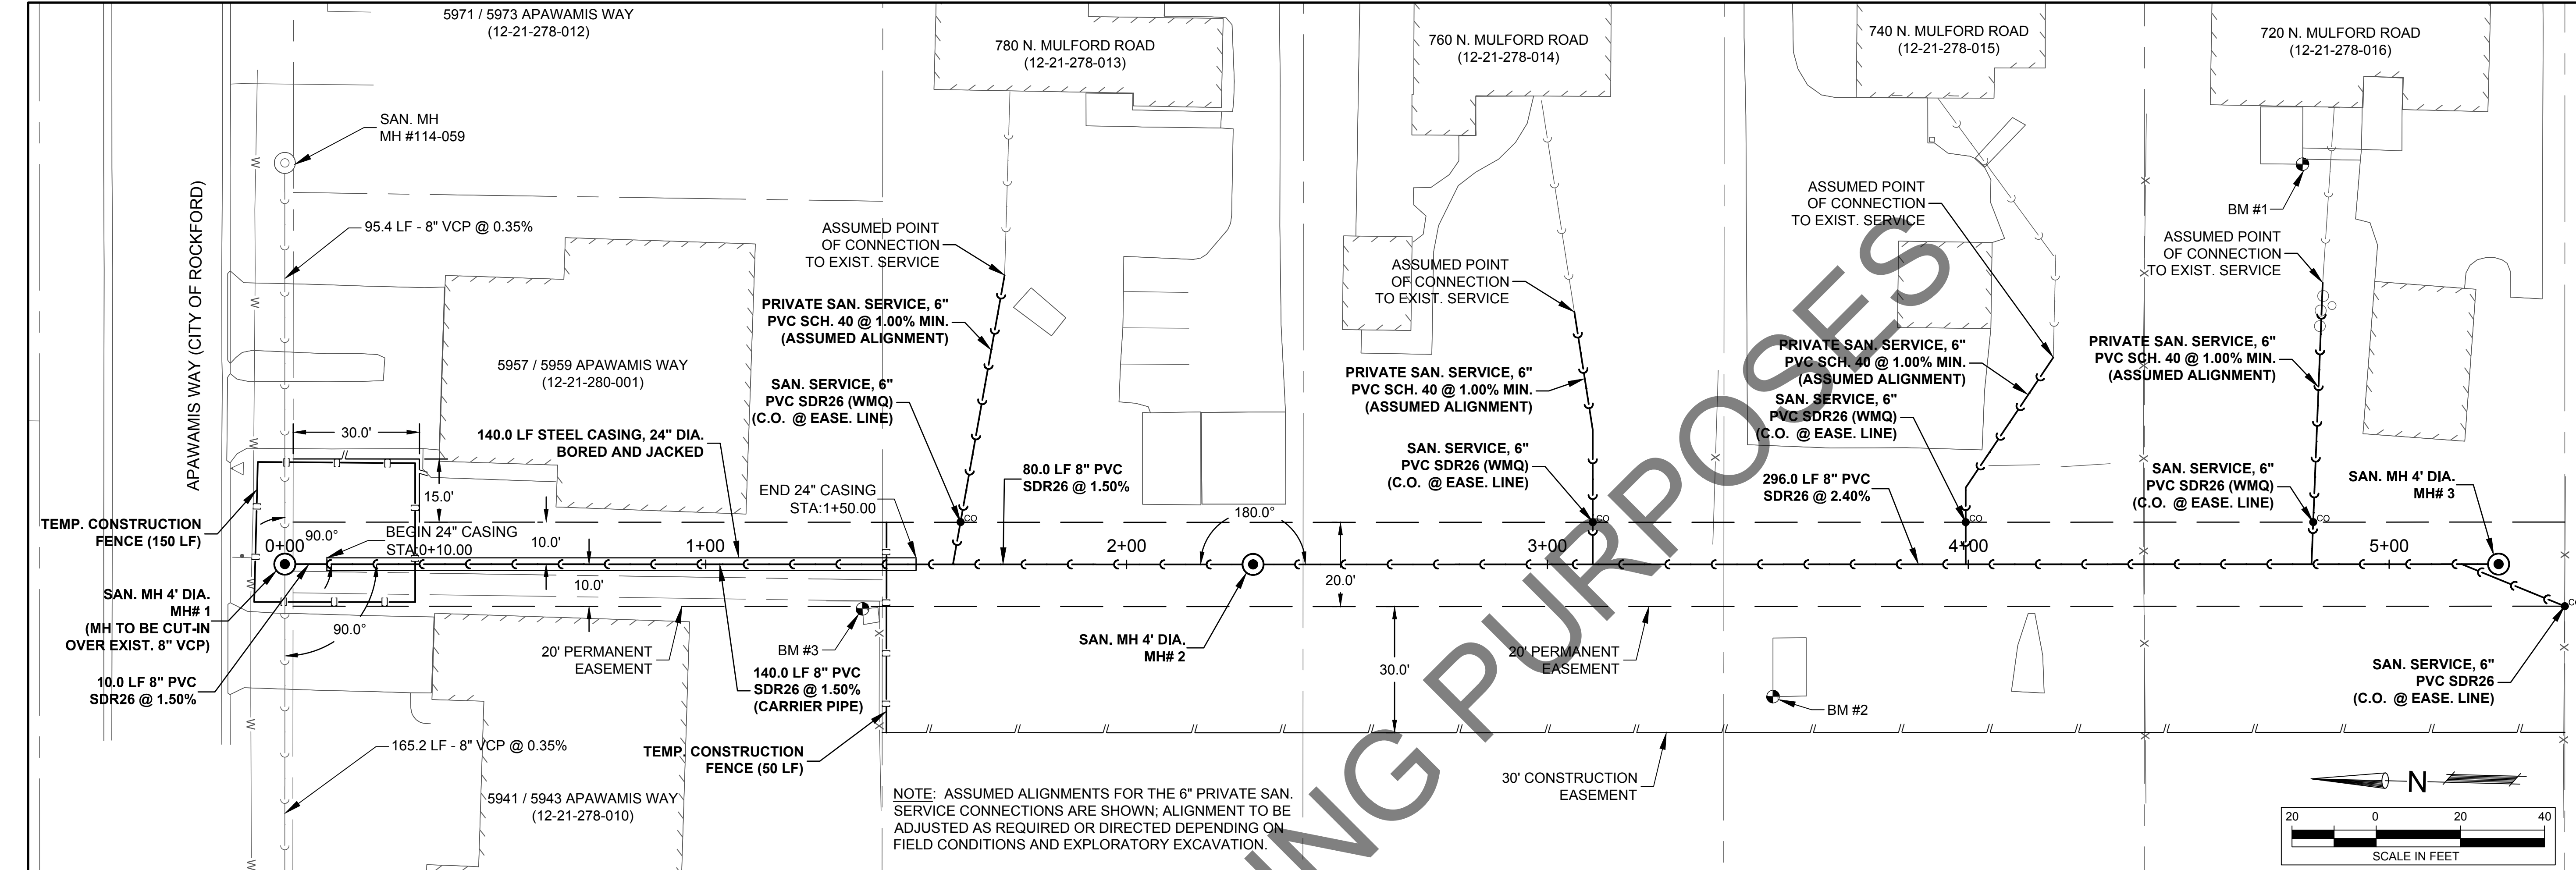 5971 / 5973 APAWAMIS WAY
(12-21-278-012)
780 N. MULFORD ROAD
(12-21-278-013)
760 N. MULFORD ROAD
(12-21-278-014)
740 N. MULFORD ROAD
(12-21-278-015)
720 N. MULFORD ROAD
(12-21-278-016)
SAN. MH
MH #114-059
APAWAMIS WAY (CITY OF ROCKFORD)
95.4 LF - 8" VCP @ 0.35%
ASSUMED POINT
OF CONNECTION
TO EXIST. SERVICE
PRIVATE SAN. SERVICE, 6"
PVC SCH. 40 @ 1.00% MIN.
(ASSUMED ALIGNMENT)
SAN. SERVICE, 6"
PVC SDR26 (WMQ)
(C.O. @ EASE. LINE)
5957 / 5959 APAWAMIS WAY
(12-21-280-001)
140.0 LF STEEL CASING, 24" DIA.
BORED AND JACKED
30.0'
15.0'
TEMP. CONSTRUCTION
FENCE (150 LF)
BEGIN 24" CASING
STA:0+10.00
END 24" CASING
STA:1+50.00
80.0 LF 8" PVC
SDR26 @ 1.50%
ASSUMED POINT
OF CONNECTION
TO EXIST. SERVICE
PRIVATE SAN. SERVICE, 6"
PVC SCH. 40 @ 1.00% MIN.
(ASSUMED ALIGNMENT)
SAN. SERVICE, 6"
PVC SDR26 (WMQ)
(C.O. @ EASE. LINE)
ASSUMED POINT
OF CONNECTION
TO EXIST. SERVICE
PRIVATE SAN. SERVICE, 6"
PVC SCH. 40 @ 1.00% MIN.
(ASSUMED ALIGNMENT)
SAN. SERVICE, 6"
PVC SDR26 (WMQ)
(C.O. @ EASE. LINE)
296.0 LF 8" PVC
SDR26 @ 2.40%
BM #1
ASSUMED POINT
OF CONNECTION
TO EXIST. SERVICE
PRIVATE SAN. SERVICE, 6"
PVC SCH. 40 @ 1.00% MIN.
(ASSUMED ALIGNMENT)
SAN. SERVICE, 6"
PVC SDR26 (WMQ)
(C.O. @ EASE. LINE)
SAN. MH 4' DIA.
MH# 3
CO
CO
CO
CO
CO
0+00
1+00
2+00
3+00
4+00
5+00
90.0°
90.0°
180.0°
10.0'
10.0'
20.0'
30.0'
SAN. MH 4' DIA.
MH# 1
(MH TO BE CUT-IN
OVER EXIST. 8" VCP)
10.0 LF 8" PVC
SDR26 @ 1.50%
20' PERMANENT
EASEMENT
BM #3
140.0 LF 8" PVC
SDR26 @ 1.50%
(CARRIER PIPE)
TEMP. CONSTRUCTION
FENCE (50 LF)
165.2 LF - 8" VCP @ 0.35%
5941 / 5943 APAWAMIS WAY
(12-21-278-010)
SAN. MH 4' DIA.
MH# 2
20' PERMANENT
EASEMENT
BM #2
30' CONSTRUCTION
EASEMENT
SAN. SERVICE, 6"
PVC SDR26
(C.O. @ EASE. LINE)
NOTE: ASSUMED ALIGNMENTS FOR THE 6" PRIVATE SAN.
SERVICE CONNECTIONS ARE SHOWN; ALIGNMENT TO BE
ADJUSTED AS REQUIRED OR DIRECTED DEPENDING ON
FIELD CONDITIONS AND EXPLORATORY EXCAVATION.
N
20 0 20 40
SCALE IN FEET
W
W
W
W
W
W
X
X
X
X
X
X
X
X
X
X
X
X
ING PURPOSES